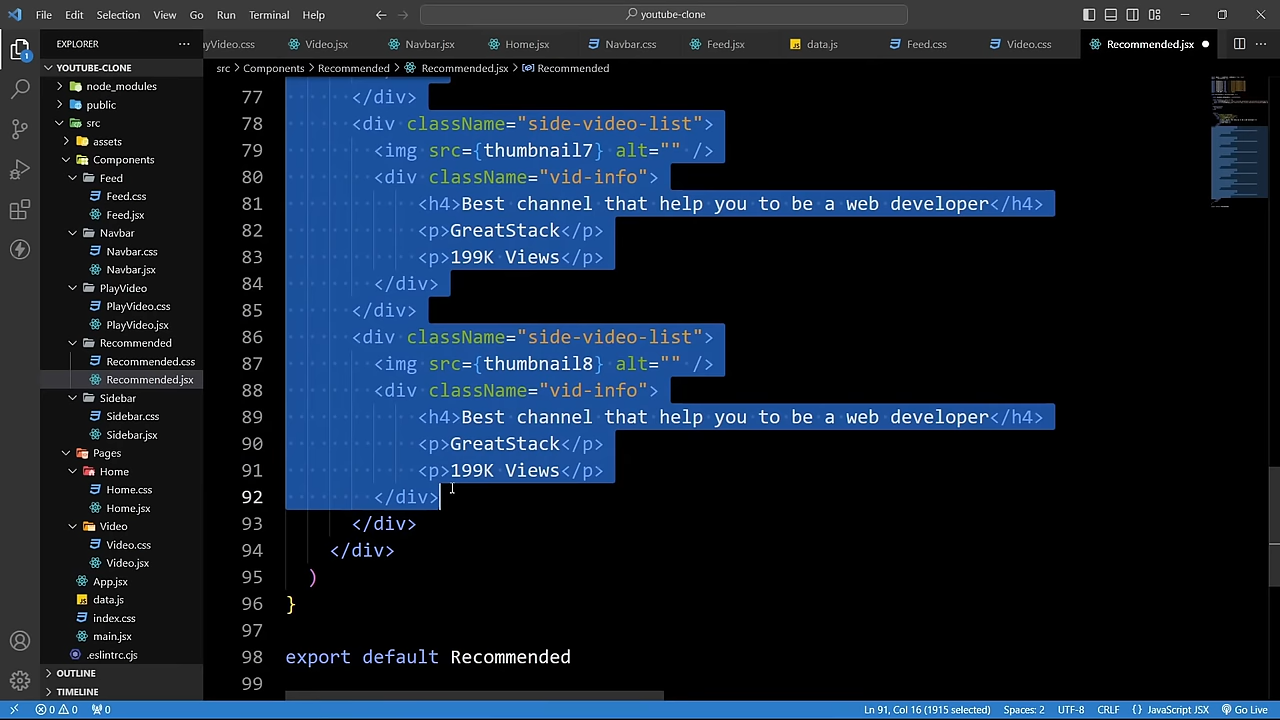 File Edit Selection View Go Run Terminal Help
youtube-clone
EXPLORER
ayVideo.css Video.jsx Navbar.jsx Home.jsx Navbar.css Feed.jsx data.js Feed.css Video.css Recommended.jsx
YOUTUBE-CLONE
src > Components > Recommended > Recommended.jsx > Recommended
node_modules
public
src
assets
Components
Feed
Feed.css
Feed.jsx
Navbar
Navbar.css
Navbar.jsx
PlayVideo
PlayVideo.css
PlayVideo.jsx
Recommended
Recommended.css
Recommended.jsx
Sidebar
Sidebar.css
Sidebar.jsx
Pages
Home
Home.css
Home.jsx
Video
Video.css
Video.jsx
App.jsx
data.js
index.css
main.jsx
.eslintrc.cjs
OUTLINE
TIMELINE
77 </div>
78 <div className="side-video-list">
79 <img src={thumbnail7} alt="" />
80 <div className="vid-info">
81 <h4>Best channel that help you to be a web developer</h4>
82 <p>GreatStack</p>
83 <p>199K Views</p>
84 </div>
85 </div>
86 <div className="side-video-list">
87 <img src={thumbnail8} alt="" />
88 <div className="vid-info">
89 <h4>Best channel that help you to be a web developer</h4>
90 <p>GreatStack</p>
91 <p>199K Views</p>
92 </div>
93 </div>
94 </div>
95 )
96 }
97
98 export default Recommended
99
1
0 0 0 Ln 91, Col 16 (1915 selected) Spaces: 2 UTF-8 CRLF {} JavaScript JSX Go Live